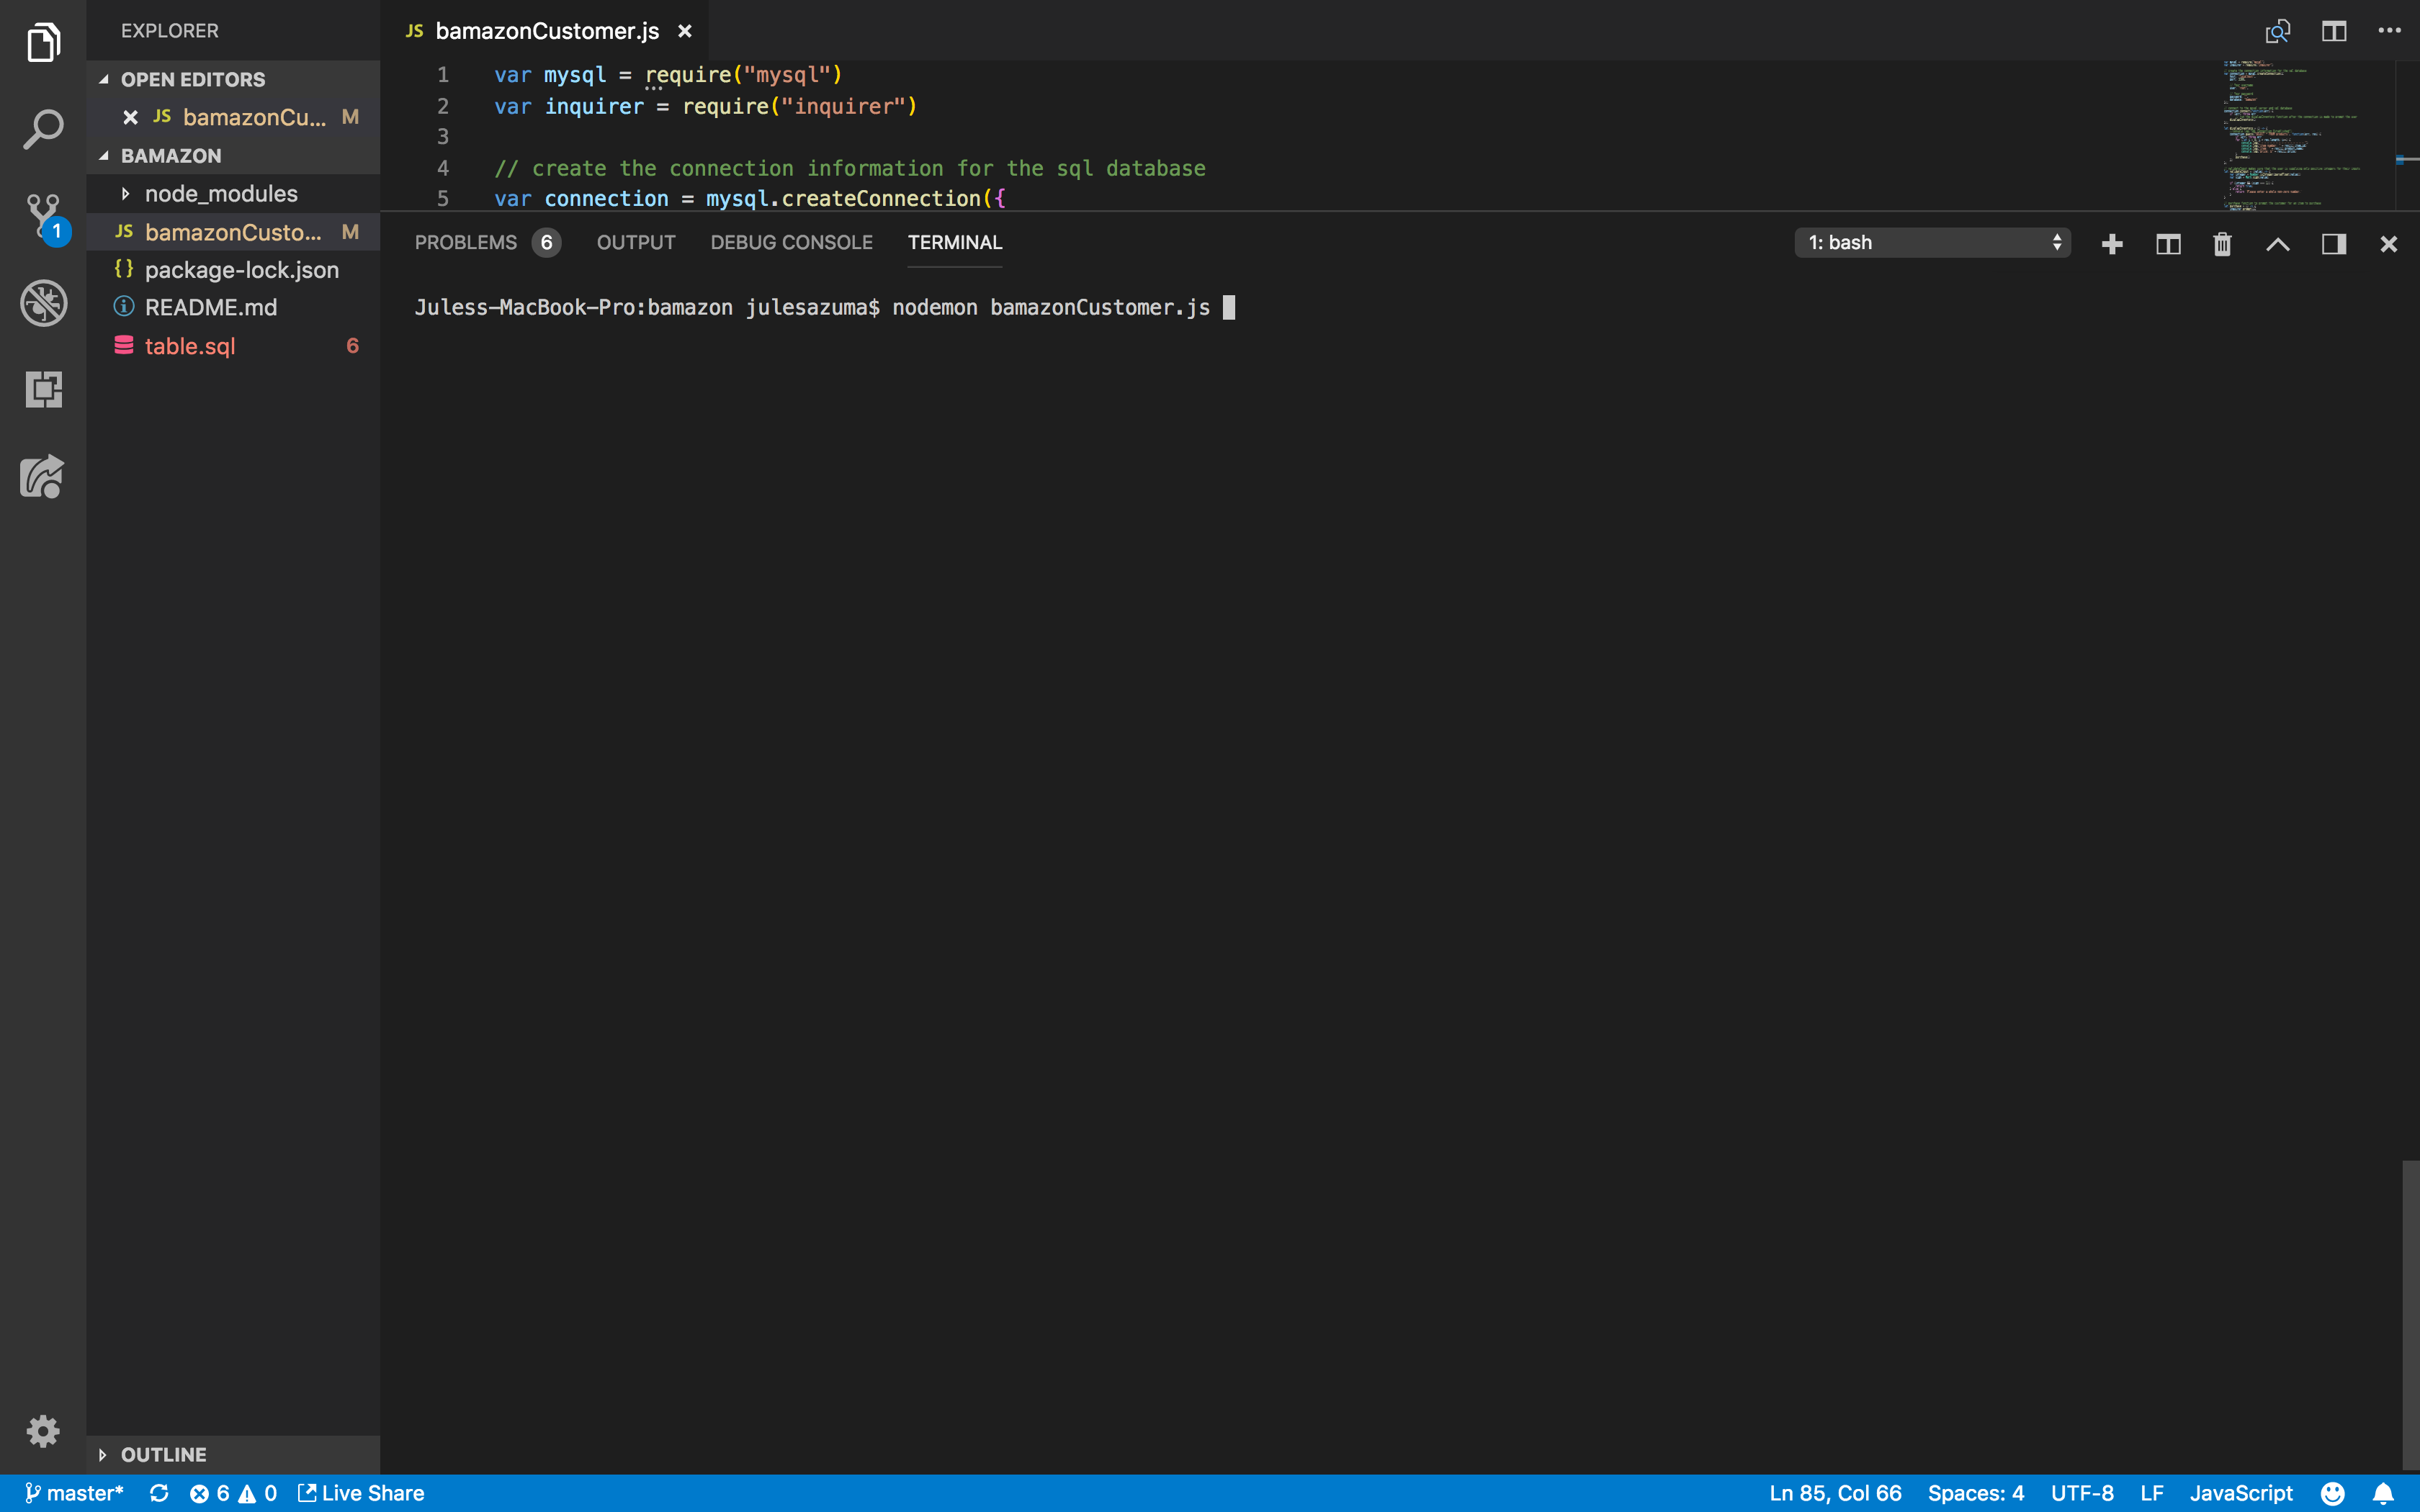 EXPLORER
OPEN EDITORS
JS bamazonCu... M
BAMAZON
node_modules
JS bamazonCusto... M
{} package-lock.json
README.md
table.sql 6
OUTLINE
JS bamazonCustomer.js
1 var mysql = require("mysql")
2 var inquirer = require("inquirer")
3
4 // create the connection information for the sql database
5 var connection = mysql.createConnection({
PROBLEMS 6 OUTPUT DEBUG CONSOLE TERMINAL 1: bash
Juless-MacBook-Pro:bamazon julesazuma$ nodemon bamazonCustomer.js
1
master* 6 0 Live Share Ln 85, Col 66 Spaces: 4 UTF-8 LF JavaScript